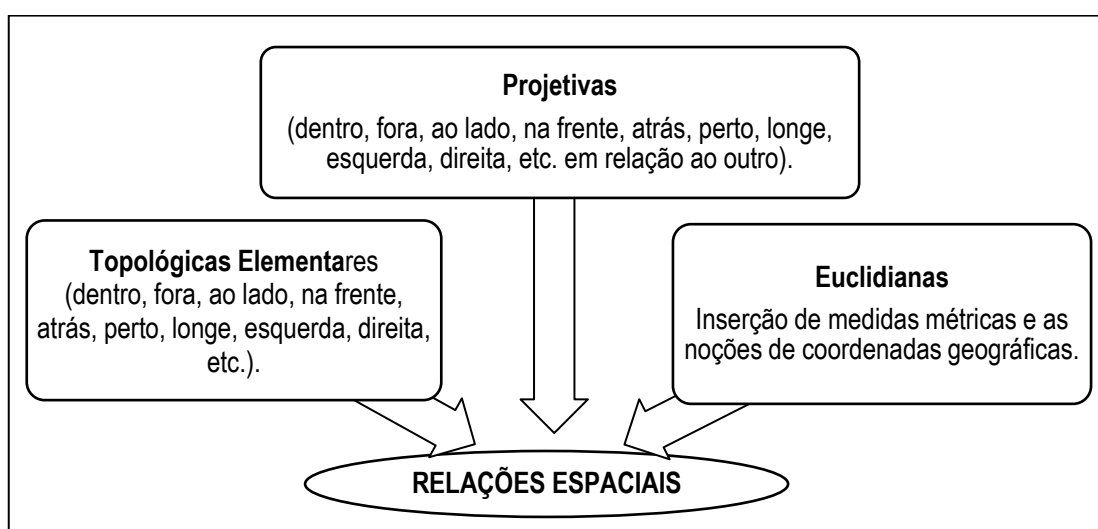 Projetivas
(dentro, fora, ao lado, na frente, atrás, perto, longe,
esquerda, direita, etc. em relação ao outro).
Topológicas Elementares
(dentro, fora, ao lado, na frente,
atrás, perto, longe, esquerda, direita,
etc.).
Euclidianas
Inserção de medidas métricas e as
noções de coordenadas geográficas.
RELAÇÕES ESPACIAIS